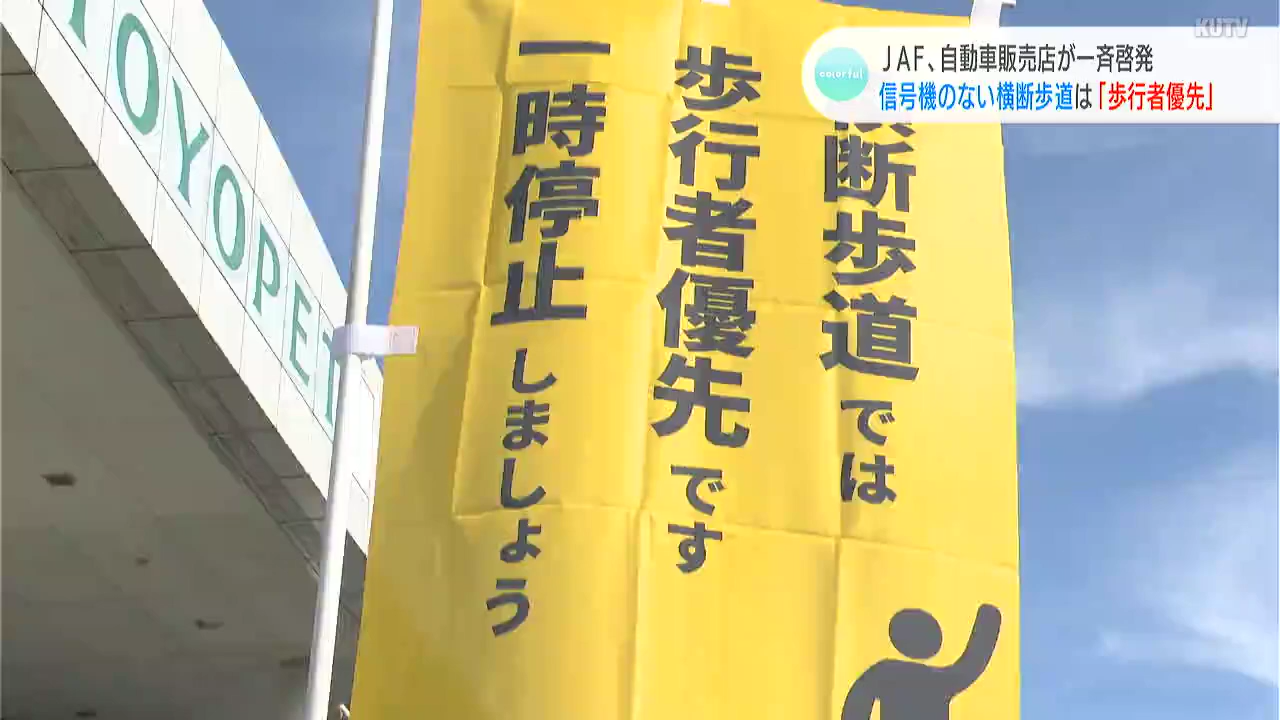 KUTV
colorful
JAF、自動車販売店が一斉啓発
信号機のない横断歩道は「歩行者優先」
TOYOPET
横断歩道では
歩行者優先です
一時停止しましょう